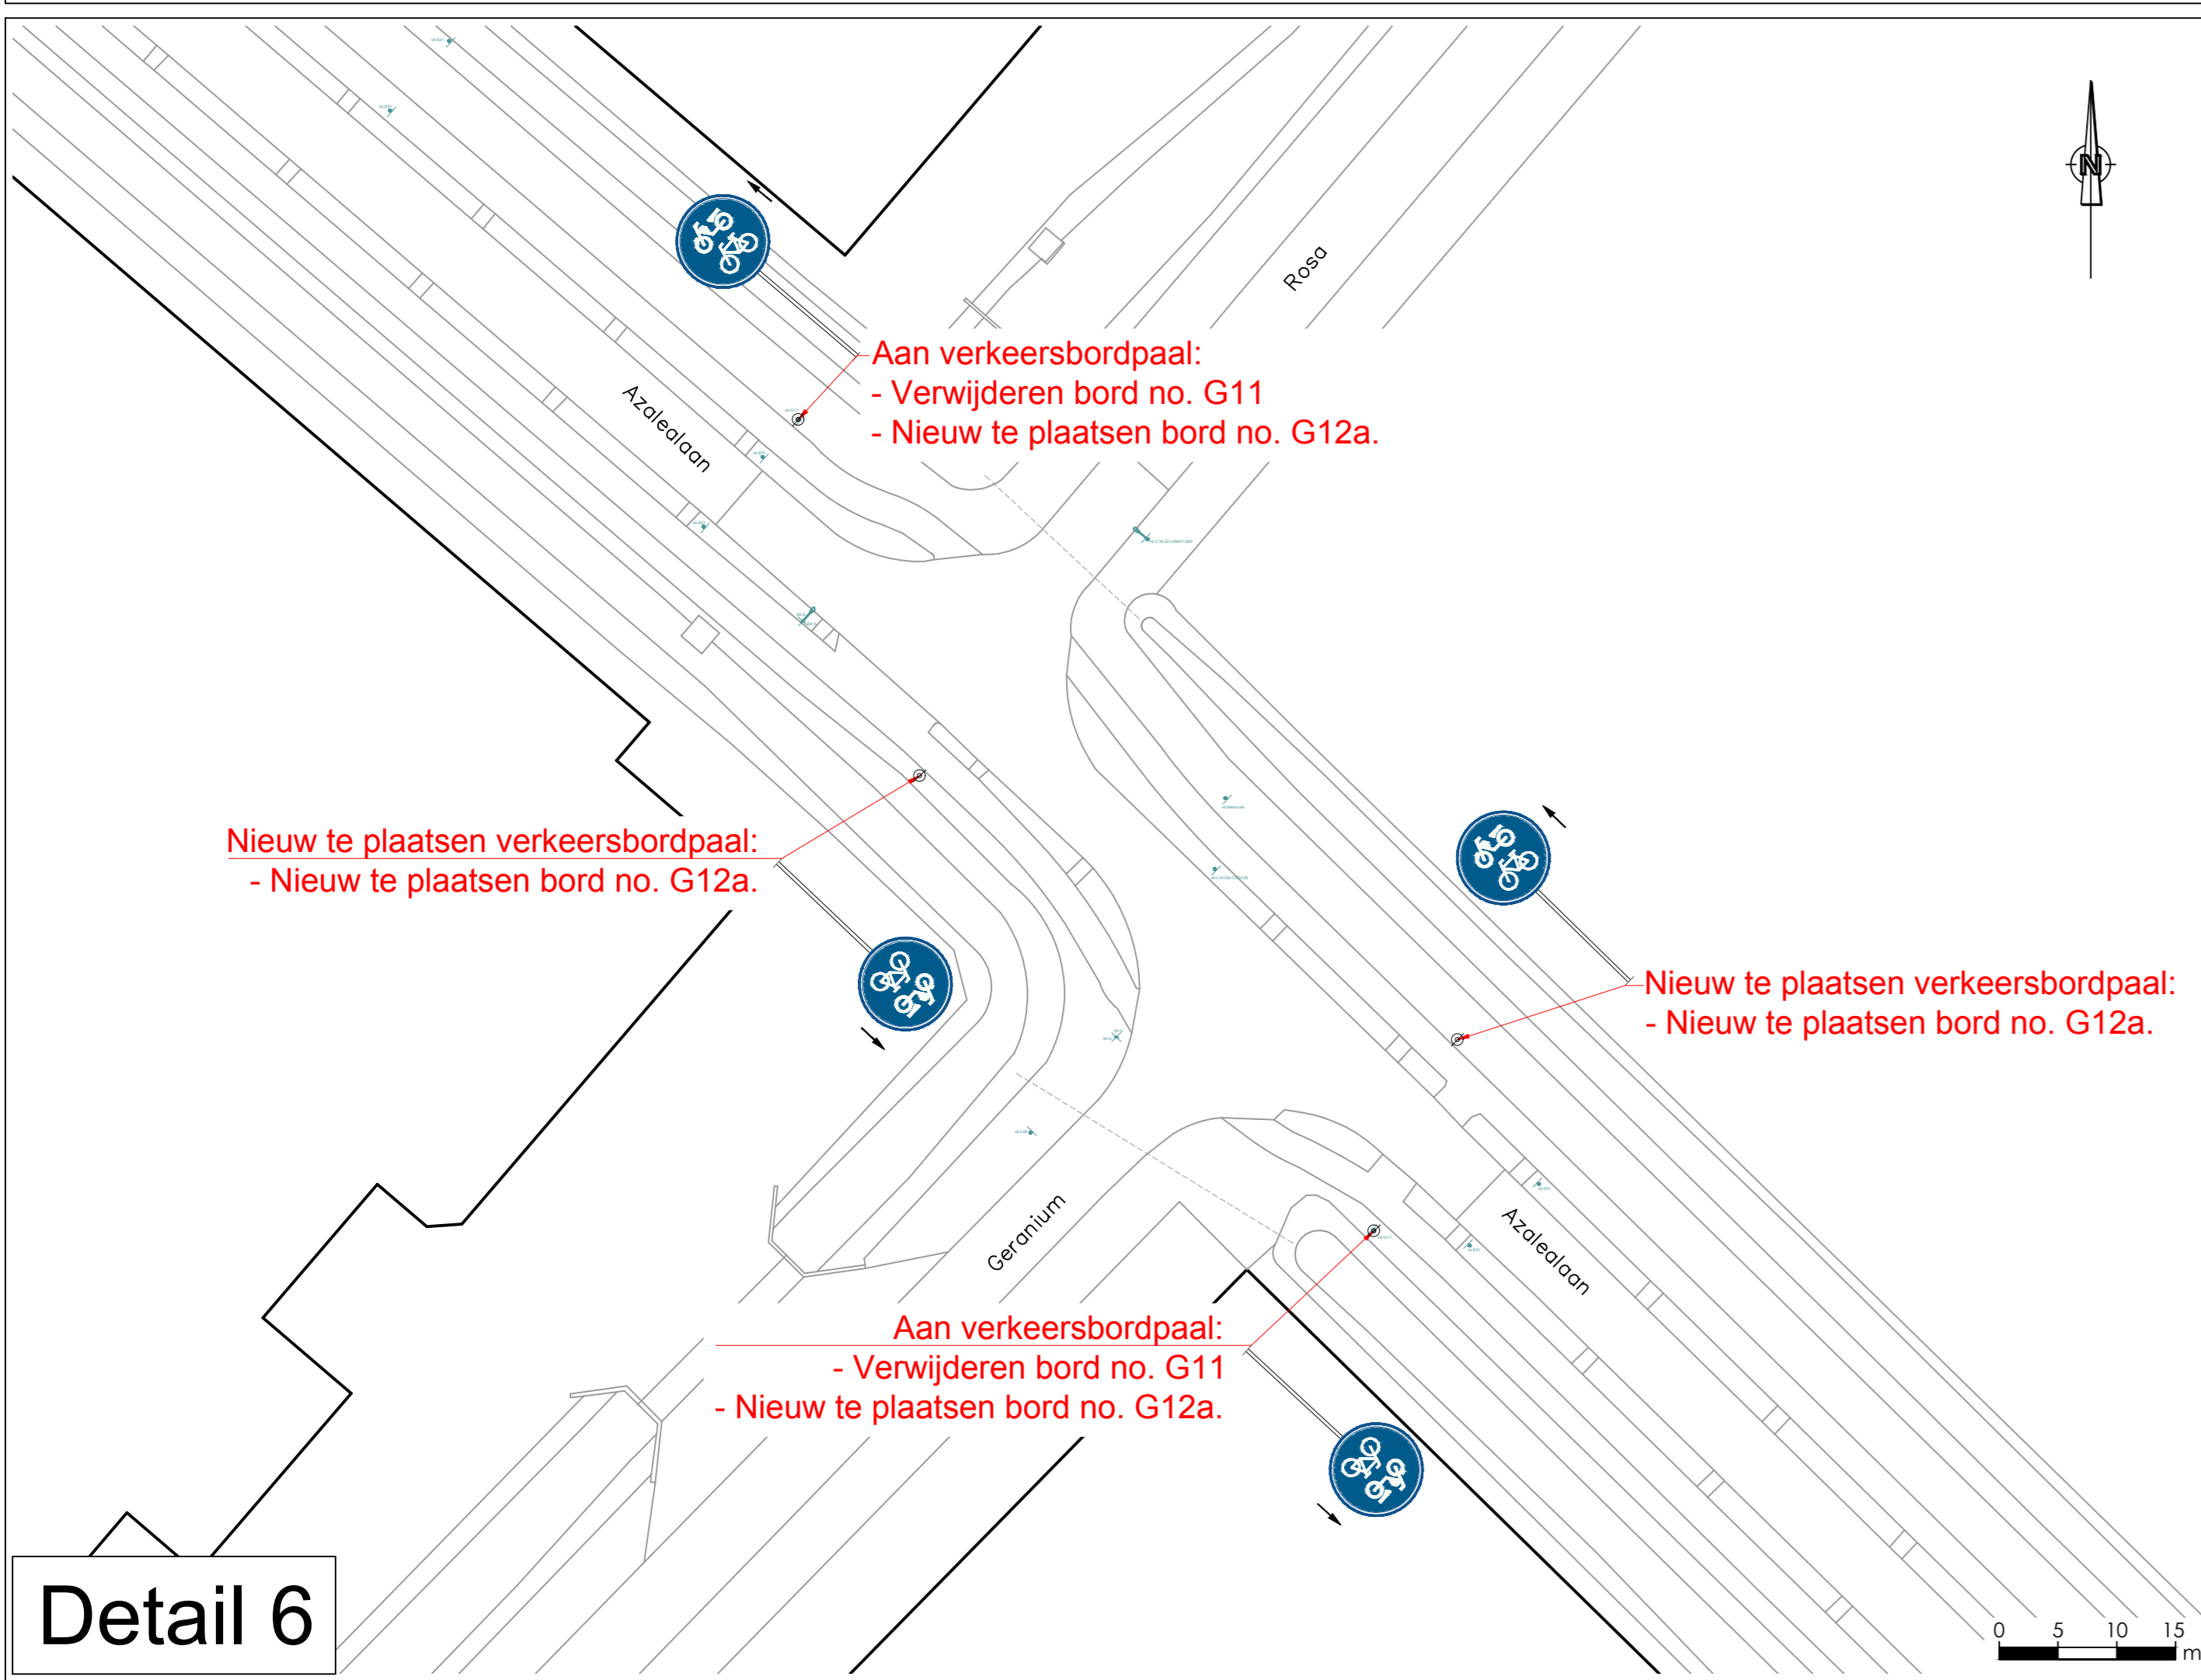 N
Rosa
Aan verkeersbordpaal:
- Verwijderen bord no. G11
- Nieuw te plaatsen bord no. G12a.
Azalealaan
Nieuw te plaatsen verkeersbordpaal:
- Nieuw te plaatsen bord no. G12a.
Nieuw te plaatsen verkeersbordpaal:
- Nieuw te plaatsen bord no. G12a.
Geranium
Azalealaan
Aan verkeersbordpaal:
- Verwijderen bord no. G11
- Nieuw te plaatsen bord no. G12a.
Detail 6
0 5 10 15
m